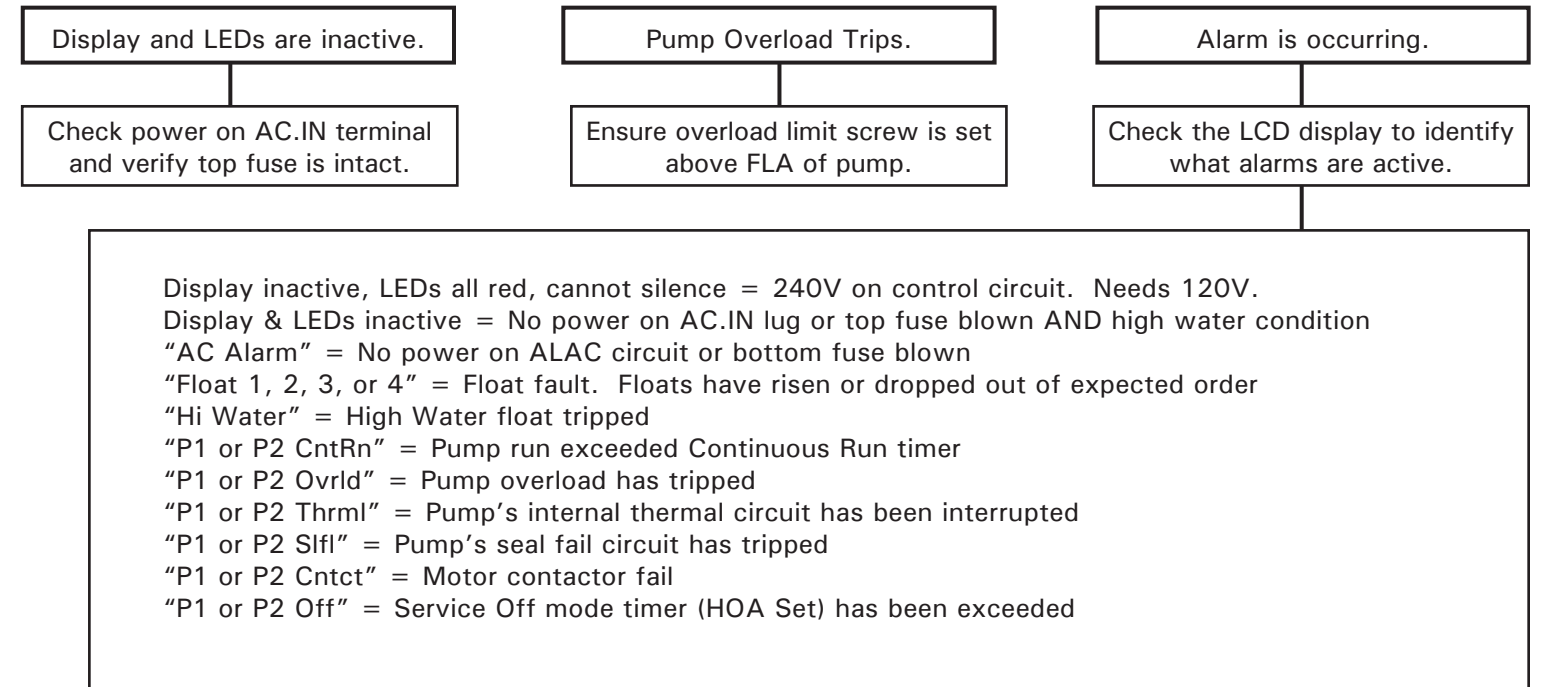 Display and LEDs are inactive.
Pump Overload Trips.
Alarm is occurring.
Check power on AC.IN terminal
and verify top fuse is intact.
Ensure overload limit screw is set
above FLA of pump.
Check the LCD display to identify
what alarms are active.
Display inactive, LEDs all red, cannot silence = 240V on control circuit.  Needs 120V.
Display & LEDs inactive = No power on AC.IN lug or top fuse blown AND high water condition
“AC Alarm” = No power on ALAC circuit or bottom fuse blown
“Float 1, 2, 3, or 4” = Float fault.  Floats have risen or dropped out of expected order
“Hi Water” = High Water float tripped
“P1 or P2 CntRn” = Pump run exceeded Continuous Run timer
“P1 or P2 Ovrld” = Pump overload has tripped
“P1 or P2 Thrml” = Pump’s internal thermal circuit has been interrupted
“P1 or P2 Slfl” = Pump’s seal fail circuit has tripped
“P1 or P2 Cntct” = Motor contactor fail
“P1 or P2 Off” = Service Off mode timer (HOA Set) has been exceeded